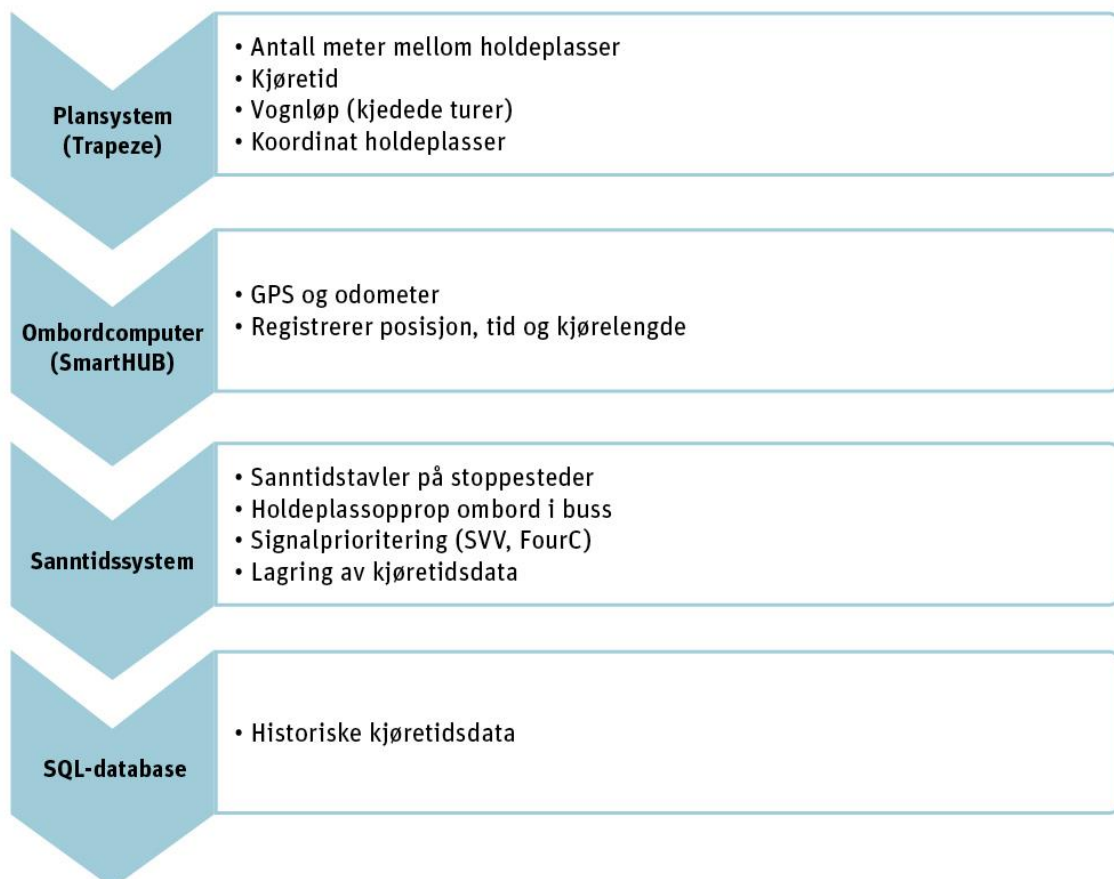 Plansystem
(Trapeze)
• Antall meter mellom holdeplasser
• Kjøretid
• Vognløp (kjedede turer)
• Koordinat holdeplasser
Ombordcomputer
(SmartHUB)
• GPS og odometer
• Registrerer posisjon, tid og kjørelengde
Sanntidssystem
• Sanntidstavler på stoppesteder
• Holdeplassopprop ombord i buss
• Signalprioritering (SVV, FourC)
• Lagring av kjøretidsdata
SQL-database
• Historiske kjøretidsdata